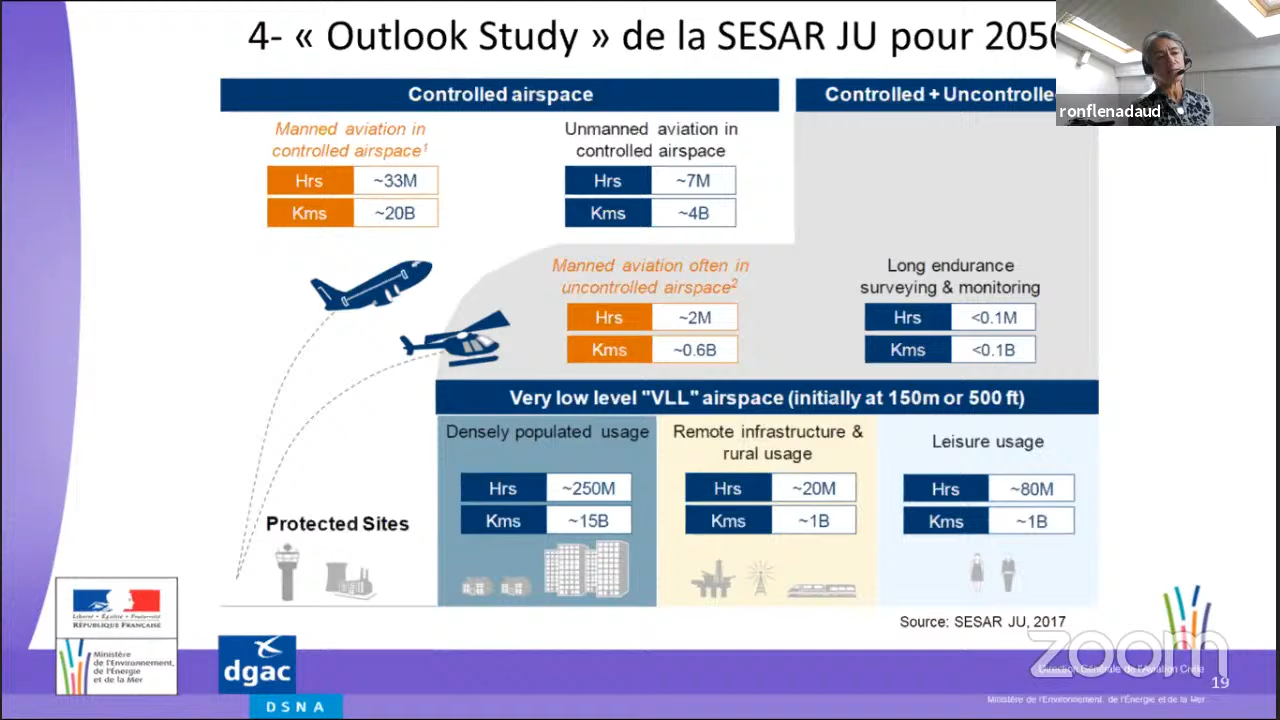 4- « Outlook Study » de la SESAR JU pour 2050
ronflenadaud
Controlled airspace
Controlled + Uncontrolle
Manned aviation in
controlled airspace¹
Hrs ~33M
Kms ~20B
Unmanned aviation in
controlled airspace
Hrs ~7M
Kms ~4B
Manned aviation often in
uncontrolled airspace²
Hrs ~2M
Kms ~0.6B
Long endurance
surveying & monitoring
Hrs <0.1M
Kms <0.1B
Very low level "VLL" airspace (initially at 150m or 500 ft)
Densely populated usage
Hrs ~250M
Kms ~15B
Remote infrastructure &
rural usage
Hrs ~20M
Kms ~1B
Leisure usage
Hrs ~80M
Kms ~1B
Protected Sites
Source: SESAR JU, 2017
Liberté • Égalité • Fraternité
RÉPUBLIQUE FRANÇAISE
Ministère
de l'Environnement,
de l'Énergie
et de la Mer
dgac
DSNA
zoom
Direction Générale de l'Aviation Civile
19
Ministère de l'Environnement, de l'Énergie et de la Mer